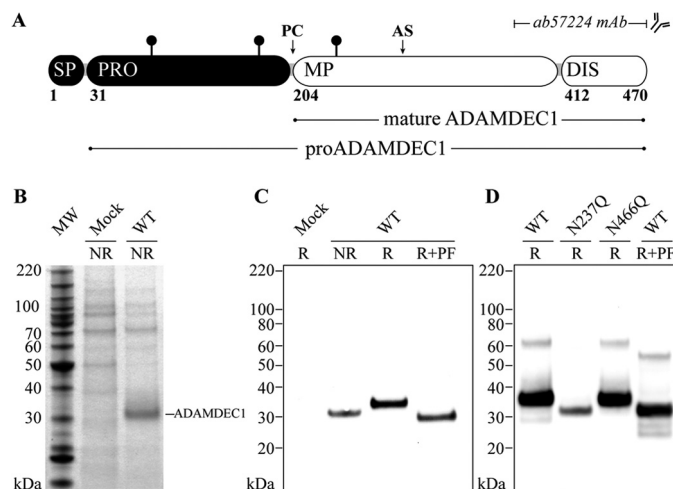 A
ab57224 mAb
PC AS
SP PRO MP DIS
1 31 204 412 470
mature ADAMDEC1
proADAMDEC1
B
MW Mock WT
NR NR
220
100
80
70
60
50
40
30
20
kDa
ADAMDEC1
C
Mock WT
R NR R R+PF
220
100
80
60
40
30
20
kDa
D
WT N237Q N466Q WT
R R R R+PF
220
100
80
60
40
30
20
kDa